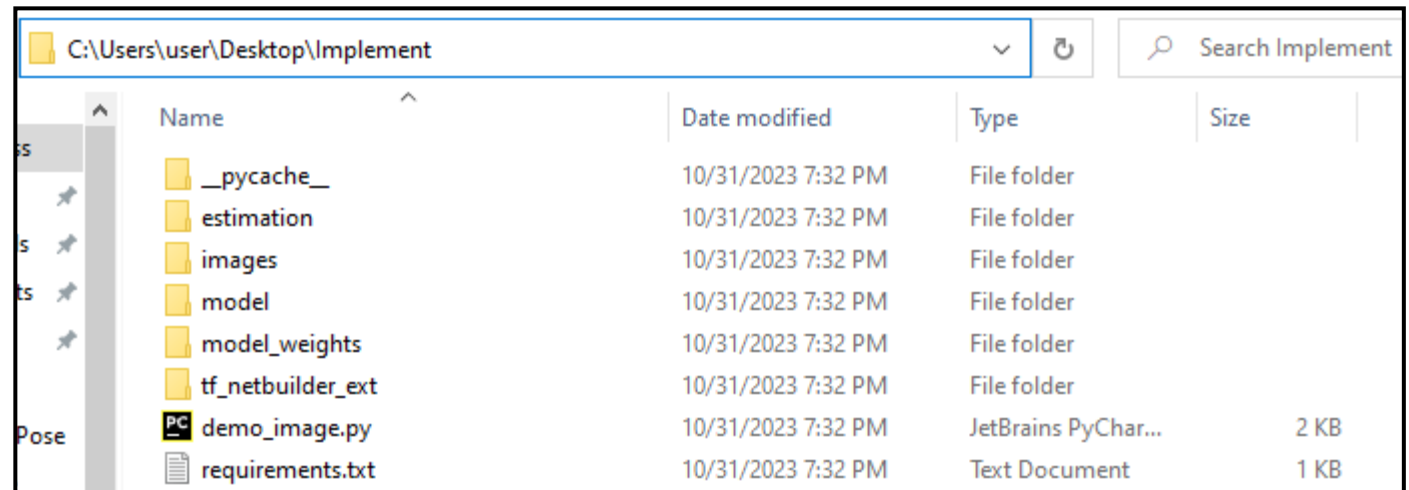 C:\Users\user\Desktop\Implement Search Implement
Name Date modified Type Size
ss
__pycache__ 10/31/2023 7:32 PM File folder
estimation 10/31/2023 7:32 PM File folder
ls
images 10/31/2023 7:32 PM File folder
ts
model 10/31/2023 7:32 PM File folder
model_weights 10/31/2023 7:32 PM File folder
tf_netbuilder_ext 10/31/2023 7:32 PM File folder
Pose
PC demo_image.py 10/31/2023 7:32 PM JetBrains PyChar... 2 KB
requirements.txt 10/31/2023 7:32 PM Text Document 1 KB